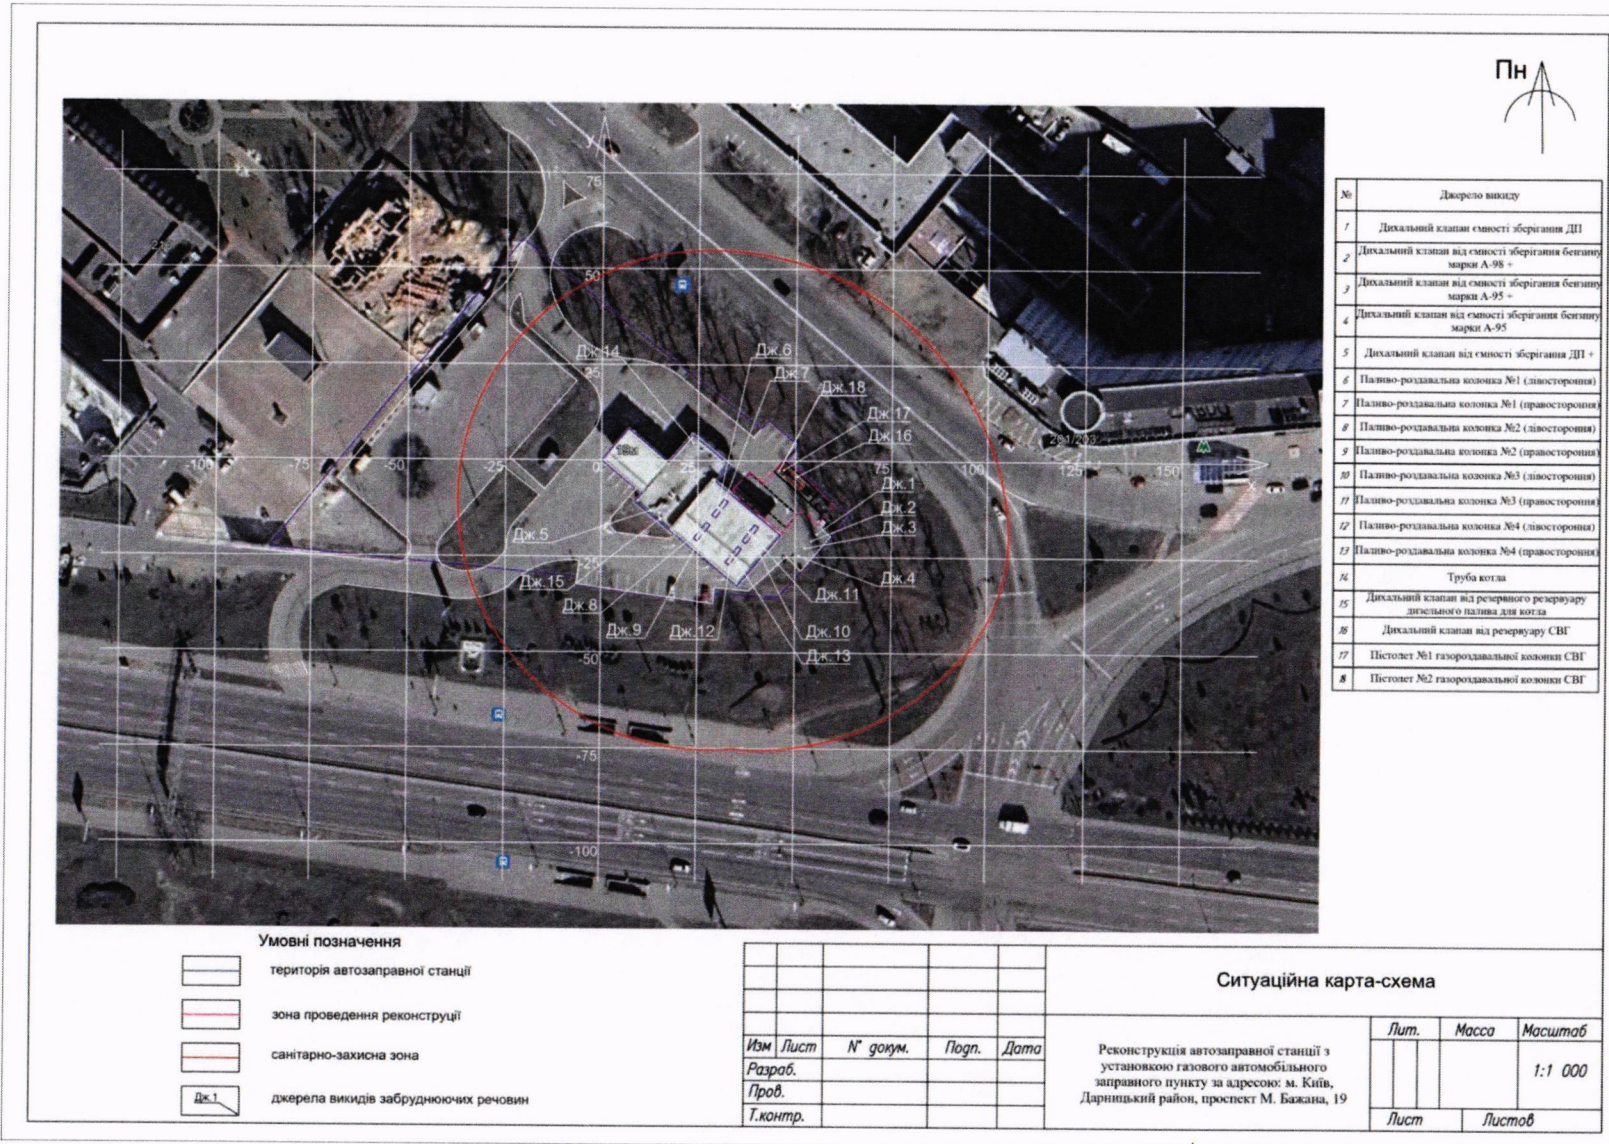 Пн
У
75
50
25
-100
-75
-50
-25
0
25
75
100
125
150
X
-25
-50
-75
-100
21в
19м
261/203
Дж.14
Дж.6
Дж.7
Дж.18
Дж.17
Дж.16
Дж.1
Дж.2
Дж.3
Дж.4
Дж.5
Дж.15
Дж.8
Дж.9
Дж.12
Дж.11
Дж.10
Дж.13
№ Джерело викиду
1 Дихальний клапан ємності зберігання ДП
2 Дихальний клапан від ємності зберігання бензину
марки А-98 +
3 Дихальний клапан від ємності зберігання бензину
марки А-95 +
4 Дихальний клапан від ємності зберігання бензину
марки А-95
5 Дихальний клапан від ємності зберігання ДП +
6 Паливо-роздавальна колонка №1 (лівостороння)
7 Паливо-роздавальна колонка №1 (правостороння)
8 Паливо-роздавальна колонка №2 (лівостороння)
9 Паливо-роздавальна колонка №2 (правостороння)
10 Паливо-роздавальна колонка №3 (лівостороння)
11 Паливо-роздавальна колонка №3 (правостороння)
12 Паливо-роздавальна колонка №4 (лівостороння)
13 Паливо-роздавальна колонка №4 (правостороння)
14 Труба котла
15 Дихальний клапан від резервного резервуару
дизельного палива для котла
16 Дихальний клапан від резервуару СВГ
17 Пістолет №1 газороздавальної колонки СВГ
18 Пістолет №2 газороздавальної колонки СВГ
Умовні позначення
територія автозаправної станції
зона проведення реконструкції
санітарно-захисна зона
Дж.1 джерела викидів забруднюючих речовин
Изм Лист N° докум. Подп. Дата
Разраб.
Пров.
Т.контр.
Ситуаційна карта-схема
Реконструкція автозаправної станції з
установкою газового автомобільного
заправного пункту за адресою: м. Київ,
Дарницький район, проспект М. Бажана, 19
Лит. Масса Масштаб
1:1 000
Лист Листов